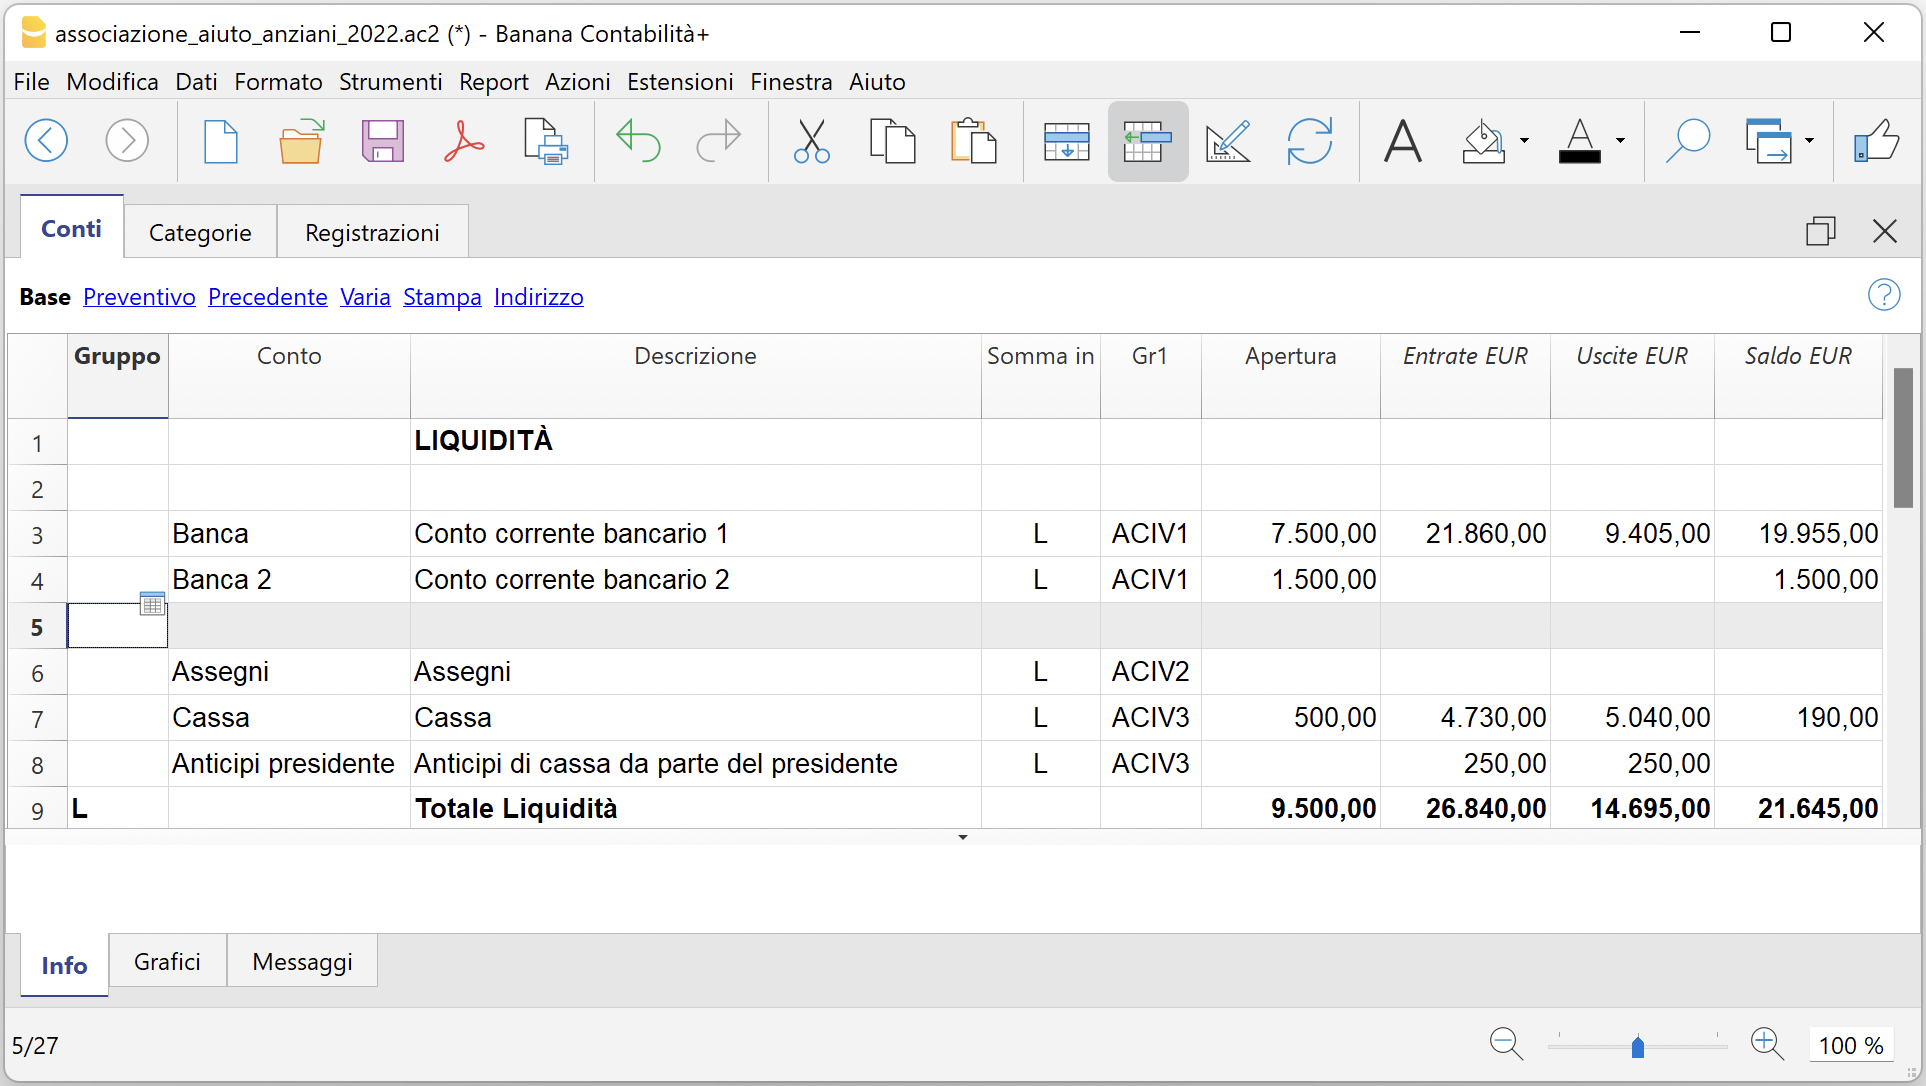 associazione_aiuto_anziani_2022.ac2 (*) - Banana Contabilità+
File Modifica Dati Formato Strumenti Report Azioni Estensioni Finestra Aiuto
Conti Categorie Registrazioni
Base Preventivo Precedente Varia Stampa Indirizzo
Gruppo Conto Descrizione Somma in Gr1 Apertura Entrate EUR Uscite EUR Saldo EUR
1 LIQUIDITÀ
2
3 Banca Conto corrente bancario 1 L ACIV1 7.500,00 21.860,00 9.405,00 19.955,00
4 Banca 2 Conto corrente bancario 2 L ACIV1 1.500,00 1.500,00
5
6 Assegni Assegni L ACIV2
7 Cassa Cassa L ACIV3 500,00 4.730,00 5.040,00 190,00
8 Anticipi presidente Anticipi di cassa da parte del presidente L ACIV3 250,00 250,00
9 L Totale Liquidità 9.500,00 26.840,00 14.695,00 21.645,00
Info Grafici Messaggi
5/27 100 %